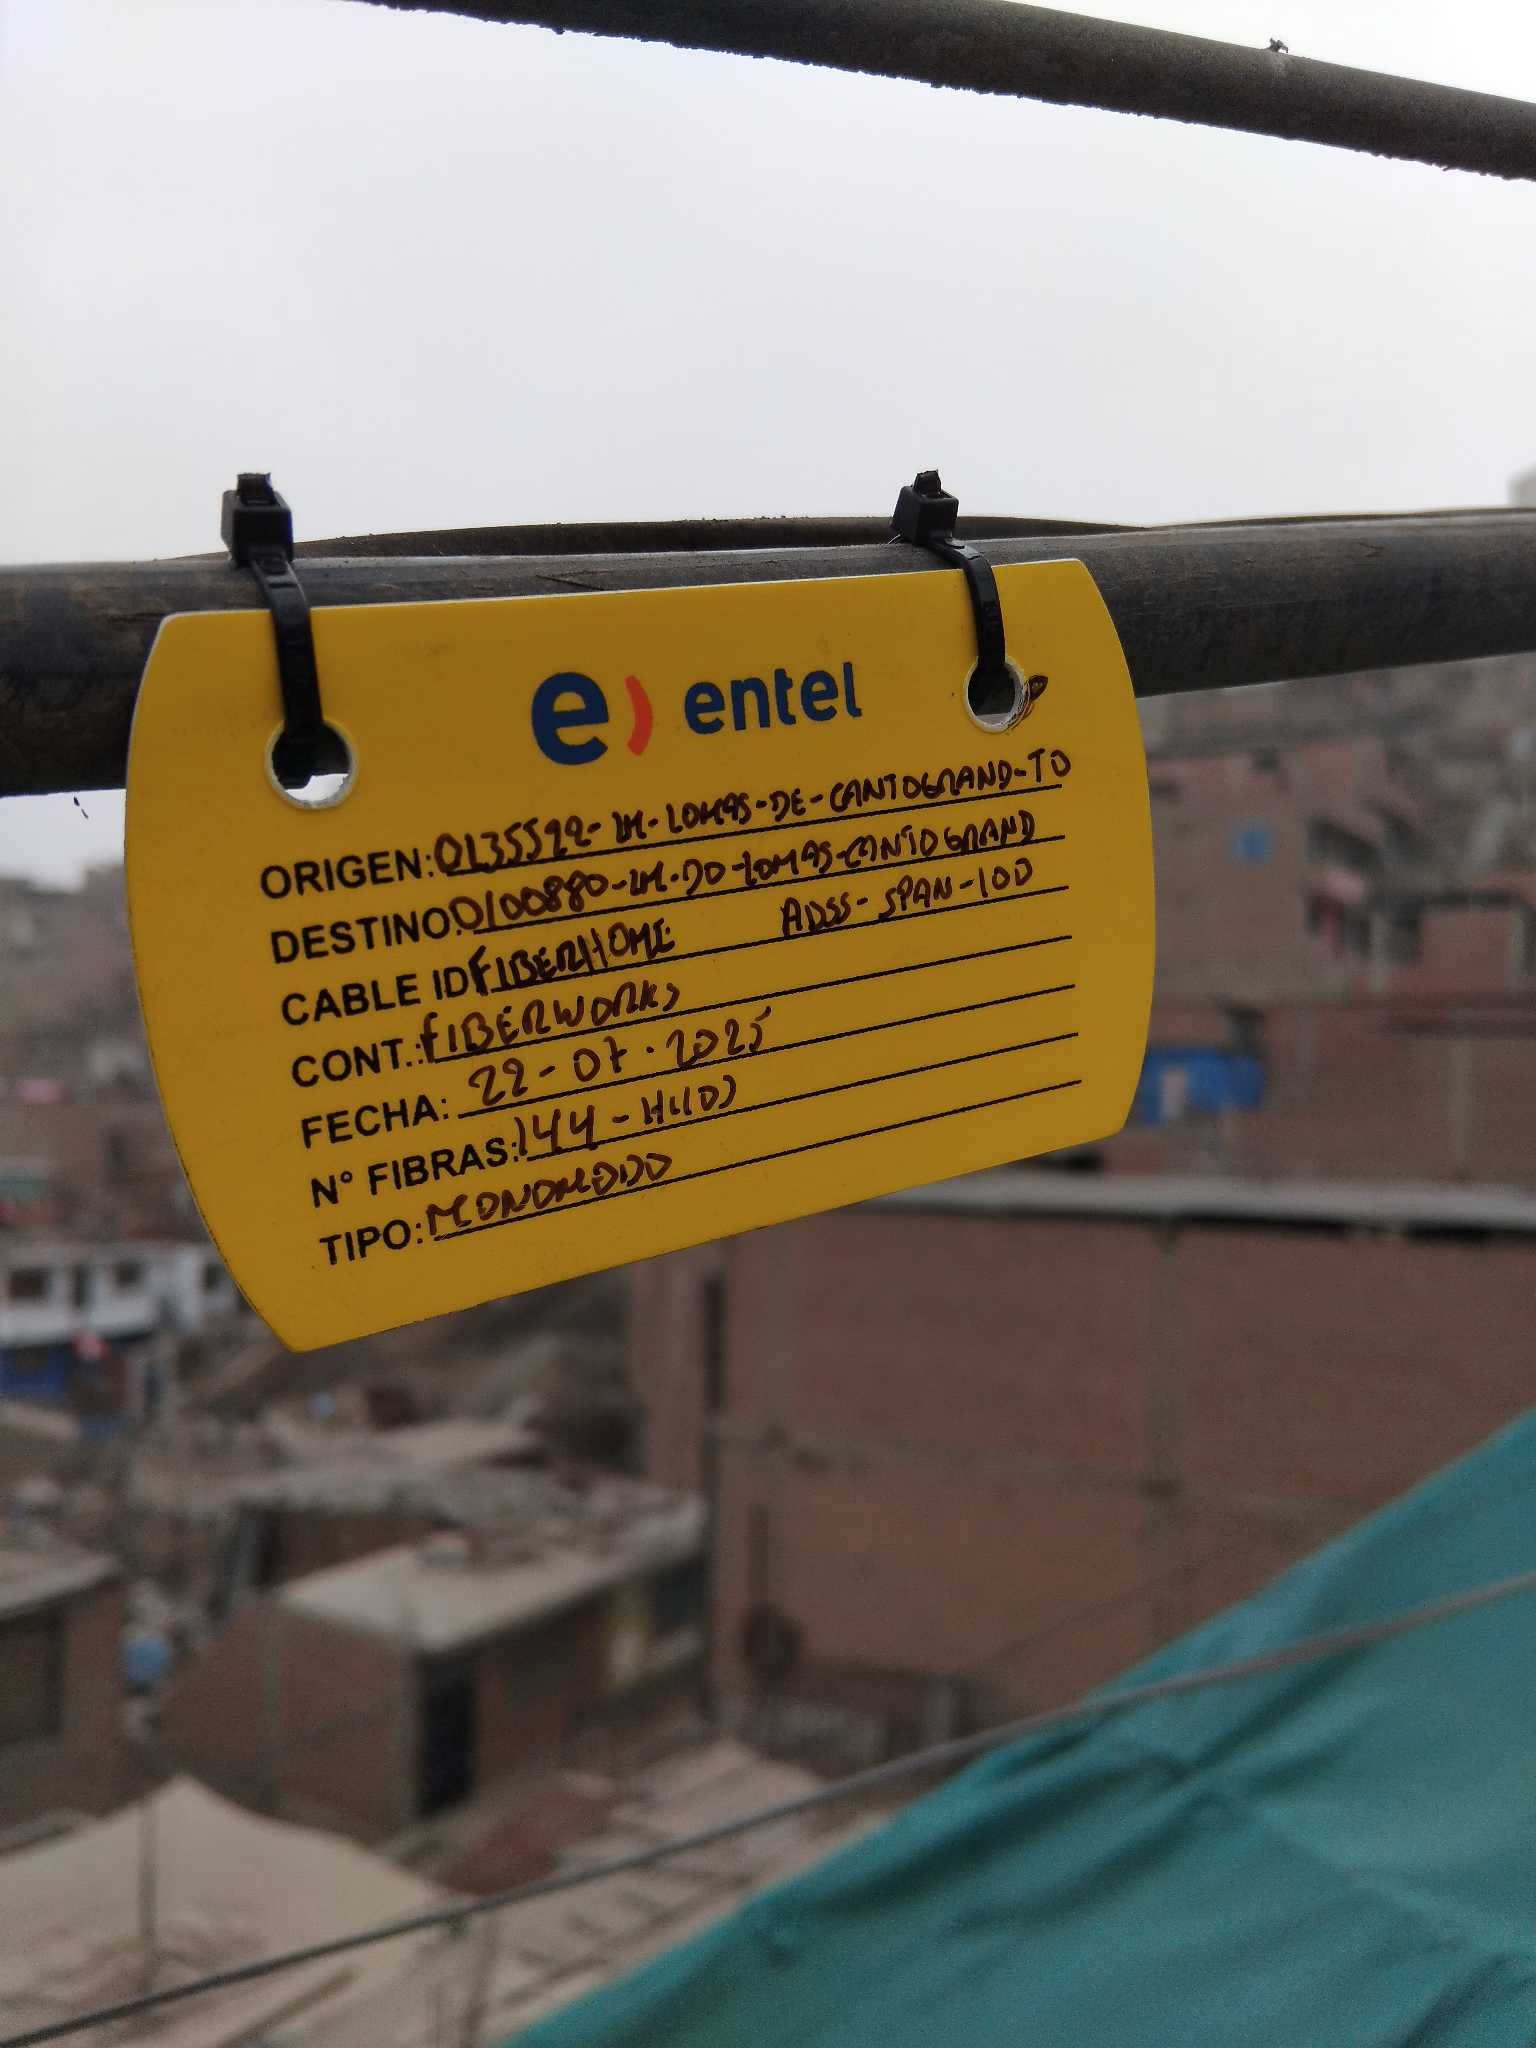 e) entel
ORIGEN: 0135522-LM-LOMAS-DE-CANTOGRAND-TO
DESTINO: 0100880-LM-DO-LOMAS-CANTOGRAND
CABLE ID FIBERHOME ADSS-SPAN-100
CONT.: FIBERWORKS
FECHA: 22-07-2025
N° FIBRAS: 144-HILOS
TIPO: MONOMODO